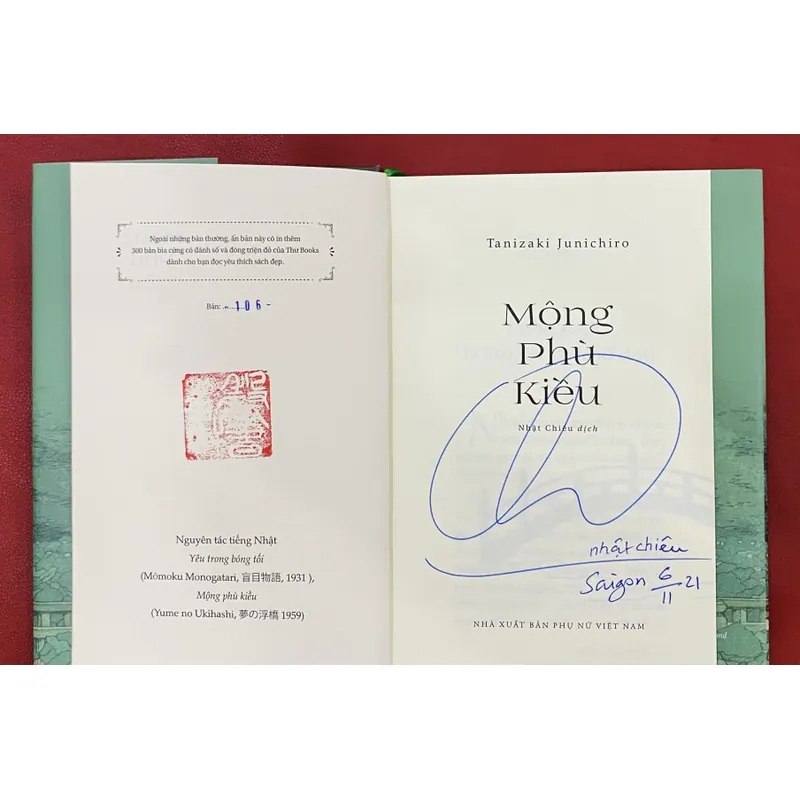 Ngoài những bản thường, ấn bản này có in thêm
300 bản bìa cứng có đánh số và đóng triện đỏ của Thư Books
dành cho bạn đọc yêu thích sách đẹp.
Bản: 106-
Nguyên tác tiếng Nhật
Yêu trong bóng tối
(Mômoku Monogatari, 盲目物語, 1931 ),
Mộng phù kiều
(Yume no Ukihashi, 夢の浮橋 1959)
Tanizaki Junichiro
Mộng
Phù
Kiều
Nhật Chiêu dịch
nhật chiêu
Saigon 6/11 21
NHÀ XUẤT BẢN PHỤ NỮ VIỆT NAM